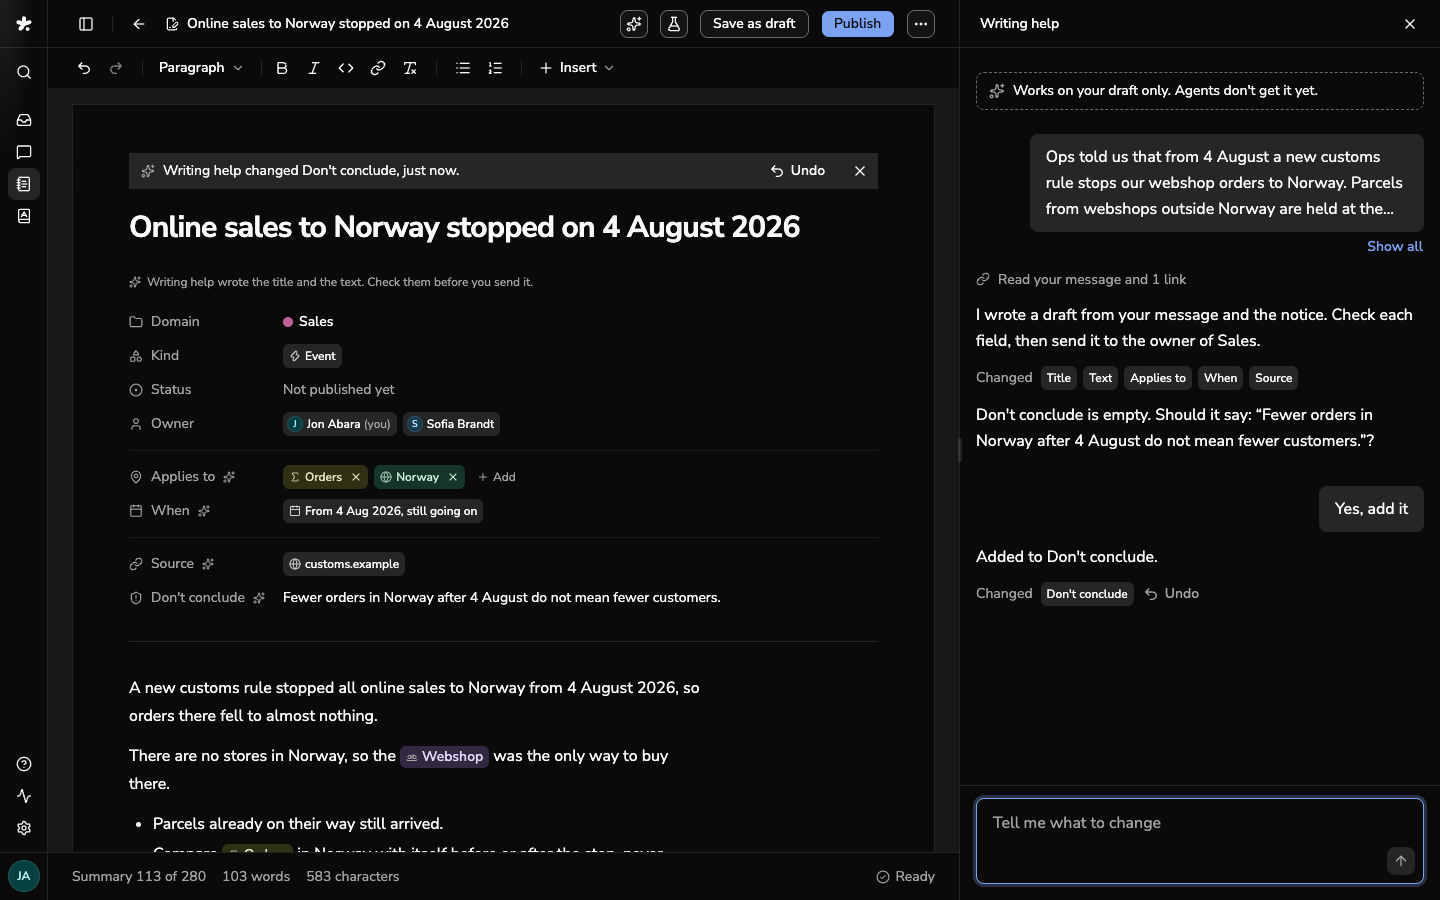 Online sales to Norway stopped on 4 August 2026
Save as draft
Publish
Writing help
Paragraph
Insert
Works on your draft only. Agents don't get it yet.
Ops told us that from 4 August a new customs
rule stops our webshop orders to Norway. Parcels
from webshops outside Norway are held at the...
Show all
Read your message and 1 link
I wrote a draft from your message and the notice. Check each
field, then send it to the owner of Sales.
Changed Title Text Applies to When Source
Don't conclude is empty. Should it say: “Fewer orders in
Norway after 4 August do not mean fewer customers.”?
Yes, add it
Added to Don't conclude.
Changed Don't conclude Undo
Tell me what to change
Writing help changed Don't conclude, just now.
Undo
Online sales to Norway stopped on 4 August 2026
Writing help wrote the title and the text. Check them before you send it.
Domain Sales
Kind Event
Status Not published yet
Owner J Jon Abara (you) S Sofia Brandt
Applies to Orders Norway Add
When From 4 Aug 2026, still going on
Source customs.example
Don't conclude Fewer orders in Norway after 4 August do not mean fewer customers.
A new customs rule stopped all online sales to Norway from 4 August 2026, so
orders there fell to almost nothing.
There are no stores in Norway, so the Webshop was the only way to buy
there.
• Parcels already on their way still arrived.
JA
Summary 113 of 280 103 words 583 characters
Ready